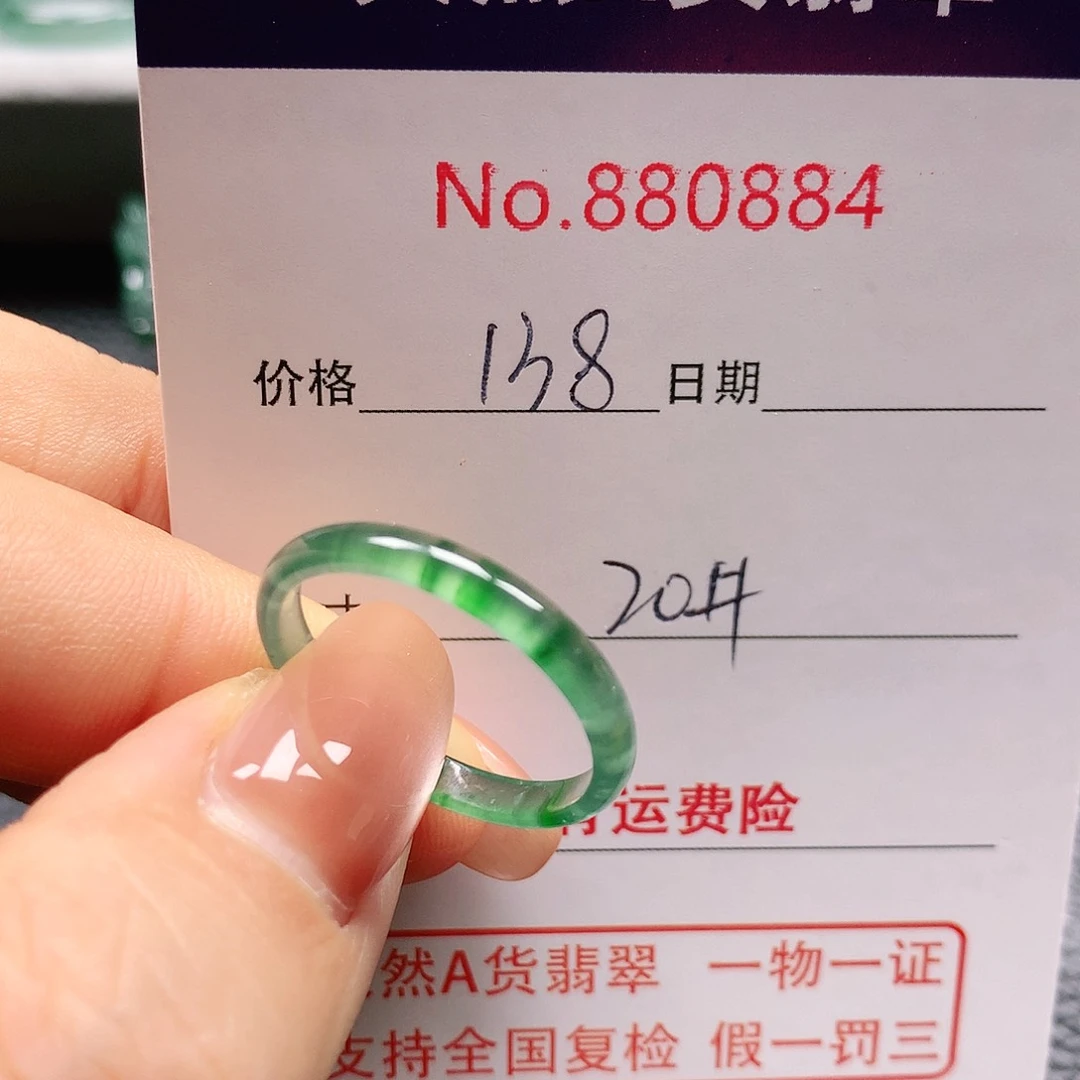 No.880884
价格 138 日期
20#
运费险
然A货翡翠 一物一证
支持全国复检 假一罚三